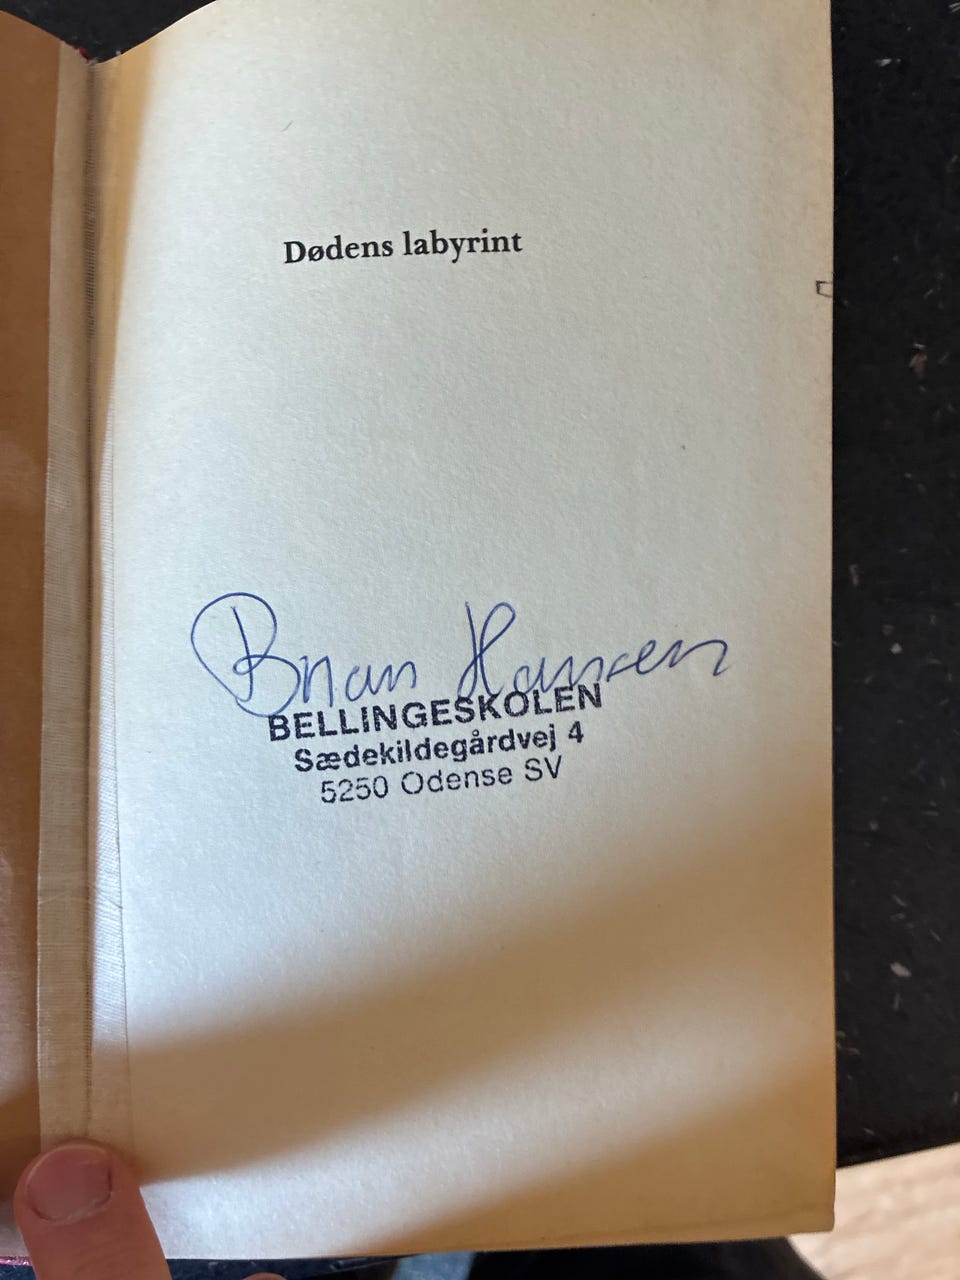 Dødens labyrint
Brian Hansen
BELLINGESKOLEN
Sædekildegårdvej 4
5250 Odense SV